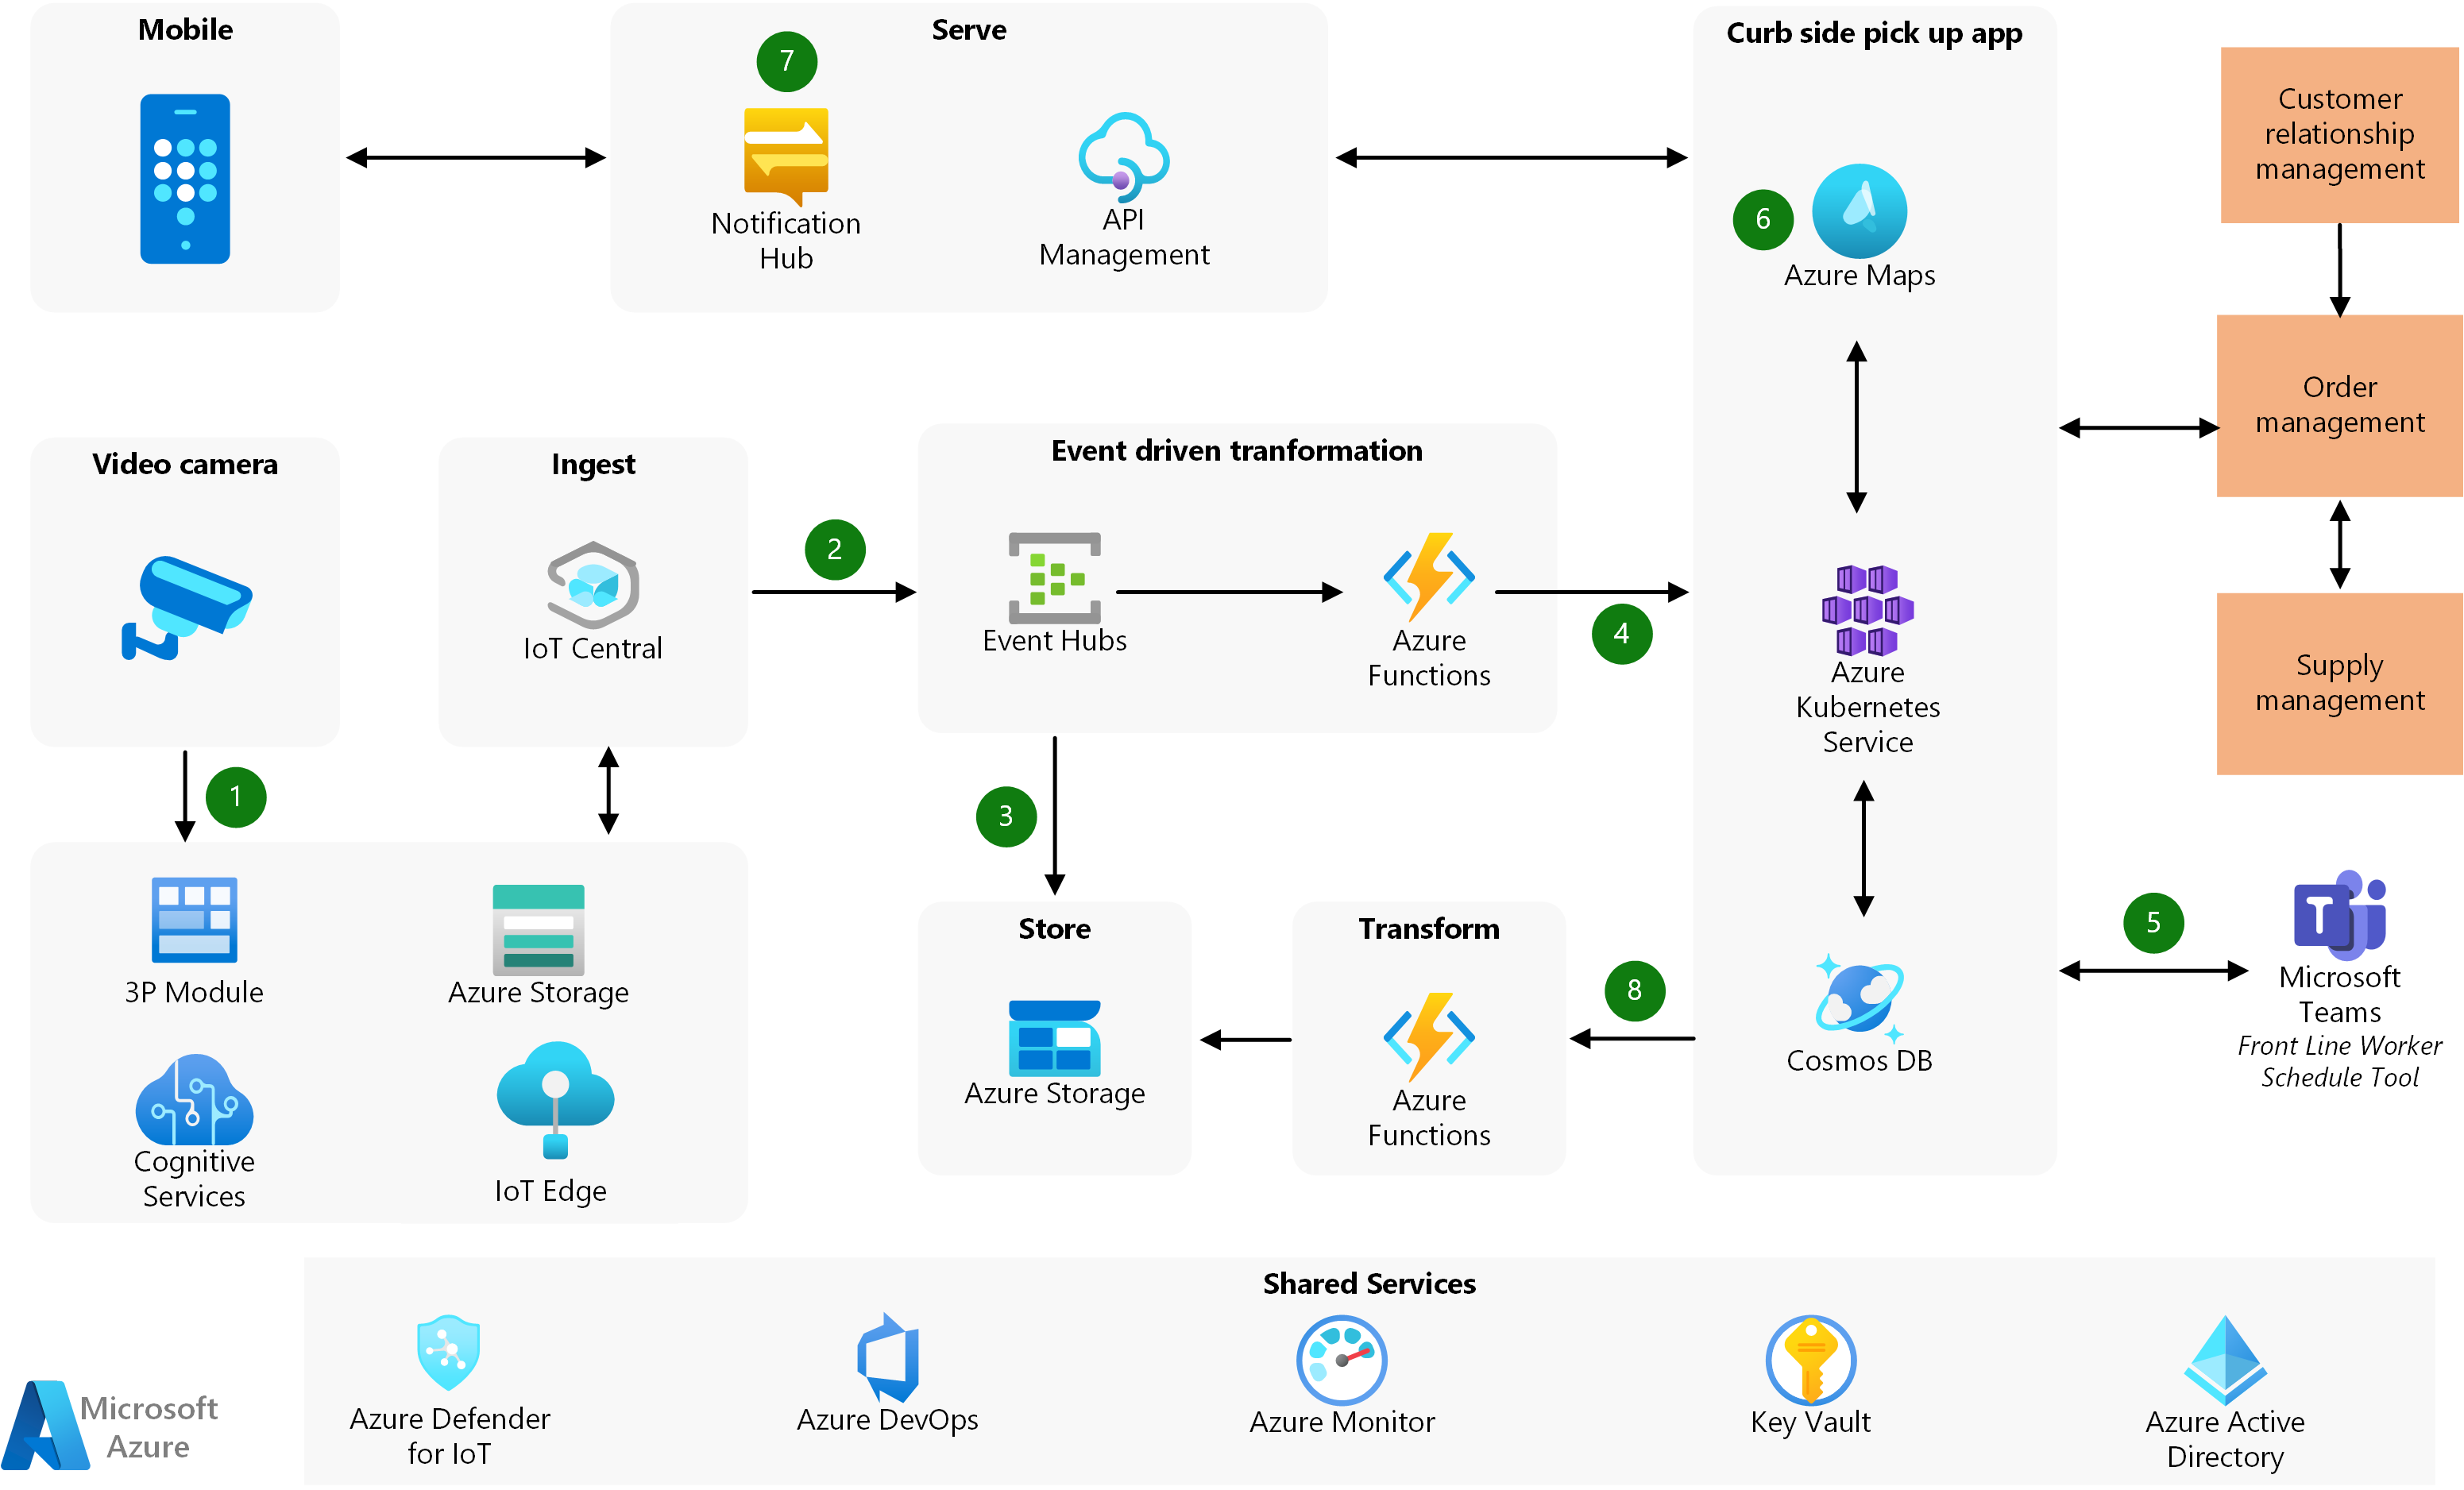 Mobile
Serve
7
Notification
Hub
API
Management
Curb side pick up app
6
Azure Maps
Customer
relationship
management
Order
management
Supply
management
Video camera
Ingest
IoT Central
2
Event driven tranformation
Event Hubs
Azure
Functions
4
Azure
Kubernetes
Service
1
3
3P Module
Azure Storage
Cognitive
Services
IoT Edge
Store
Azure Storage
Transform
Azure
Functions
8
Cosmos DB
5
T
Microsoft
Teams
Front Line Worker
Schedule Tool
Shared Services
Azure Defender
for IoT
Azure DevOps
Azure Monitor
Key Vault
Azure Active
Directory
Microsoft
Azure